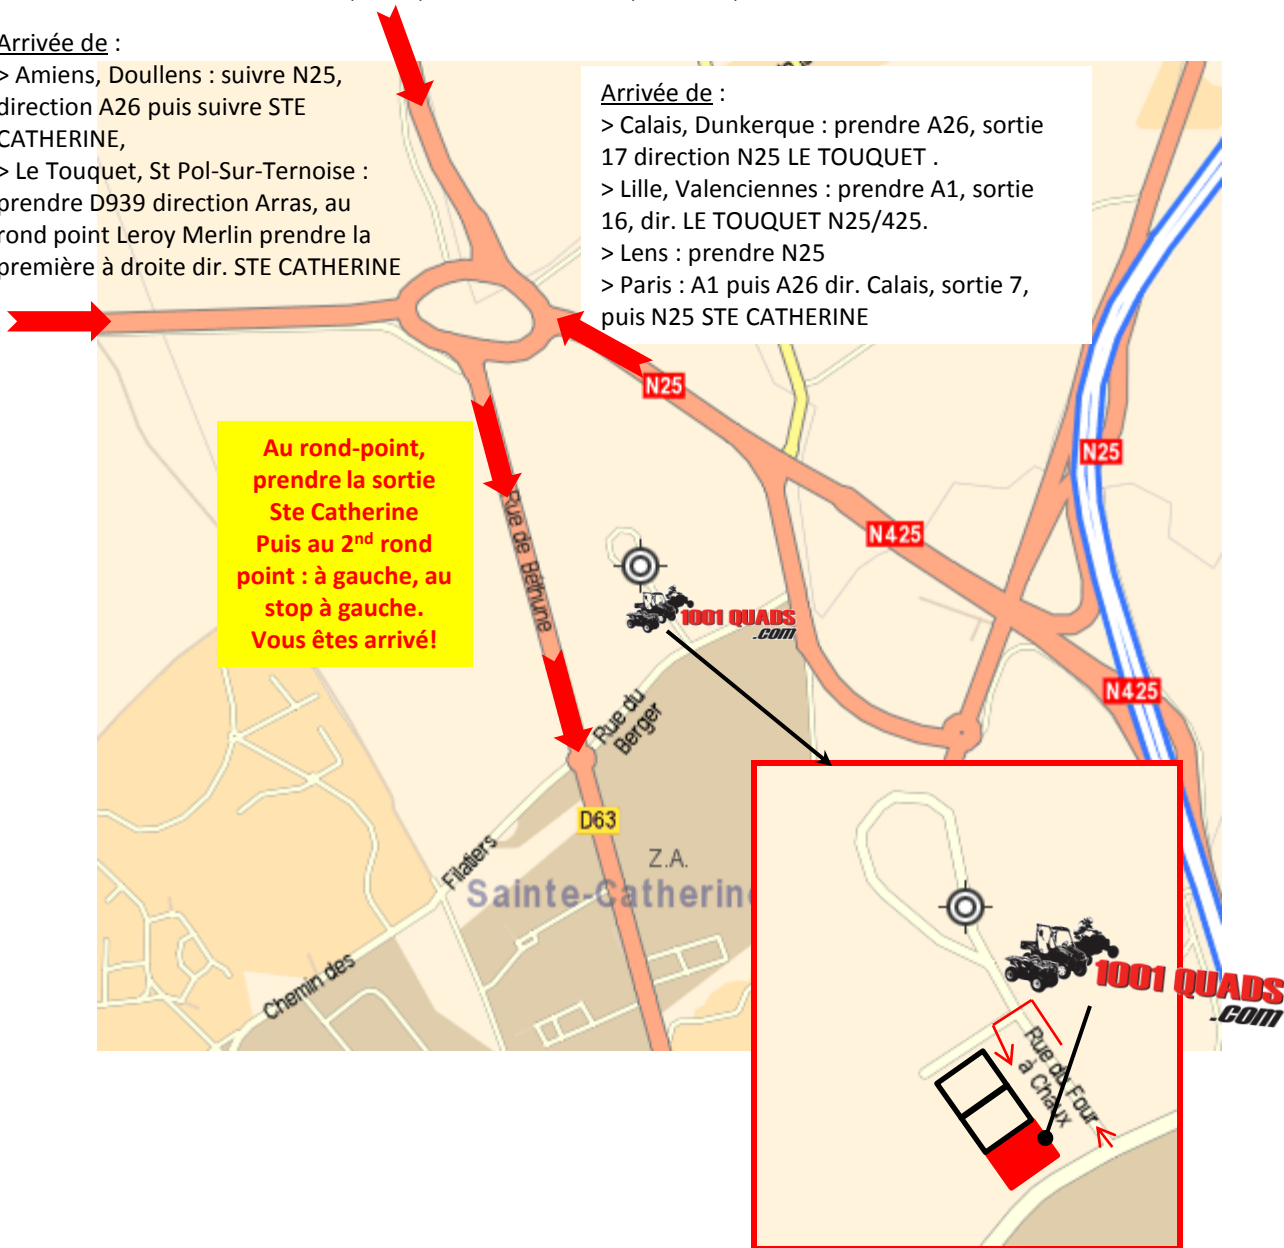 Arrivée de :
> Amiens, Doullens : suivre N25,
direction A26 puis suivre STE
CATHERINE,
> Le Touquet, St Pol-Sur-Ternoise :
prendre D939 direction Arras, au
rond point Leroy Merlin prendre la
première à droite dir. STE CATHERINE
Arrivée de :
> Calais, Dunkerque : prendre A26, sortie
17 direction N25 LE TOUQUET .
> Lille, Valenciennes : prendre A1, sortie
16, dir. LE TOUQUET N25/425.
> Lens : prendre N25
> Paris : A1 puis A26 dir. Calais, sortie 7,
puis N25 STE CATHERINE
N25
N25
N425
N425
Au rond-point,
prendre la sortie
Ste Catherine
Puis au 2nd rond
point : à gauche, au
stop à gauche.
Vous êtes arrivé!
Rue de Béthune
1001 QUADS
.com
Rue du
Berger
D63
Z.A.
Sainte-Catherin
Filatiers
Chemin des
1001 QUADS
.com
Rue du Four
à Chaux